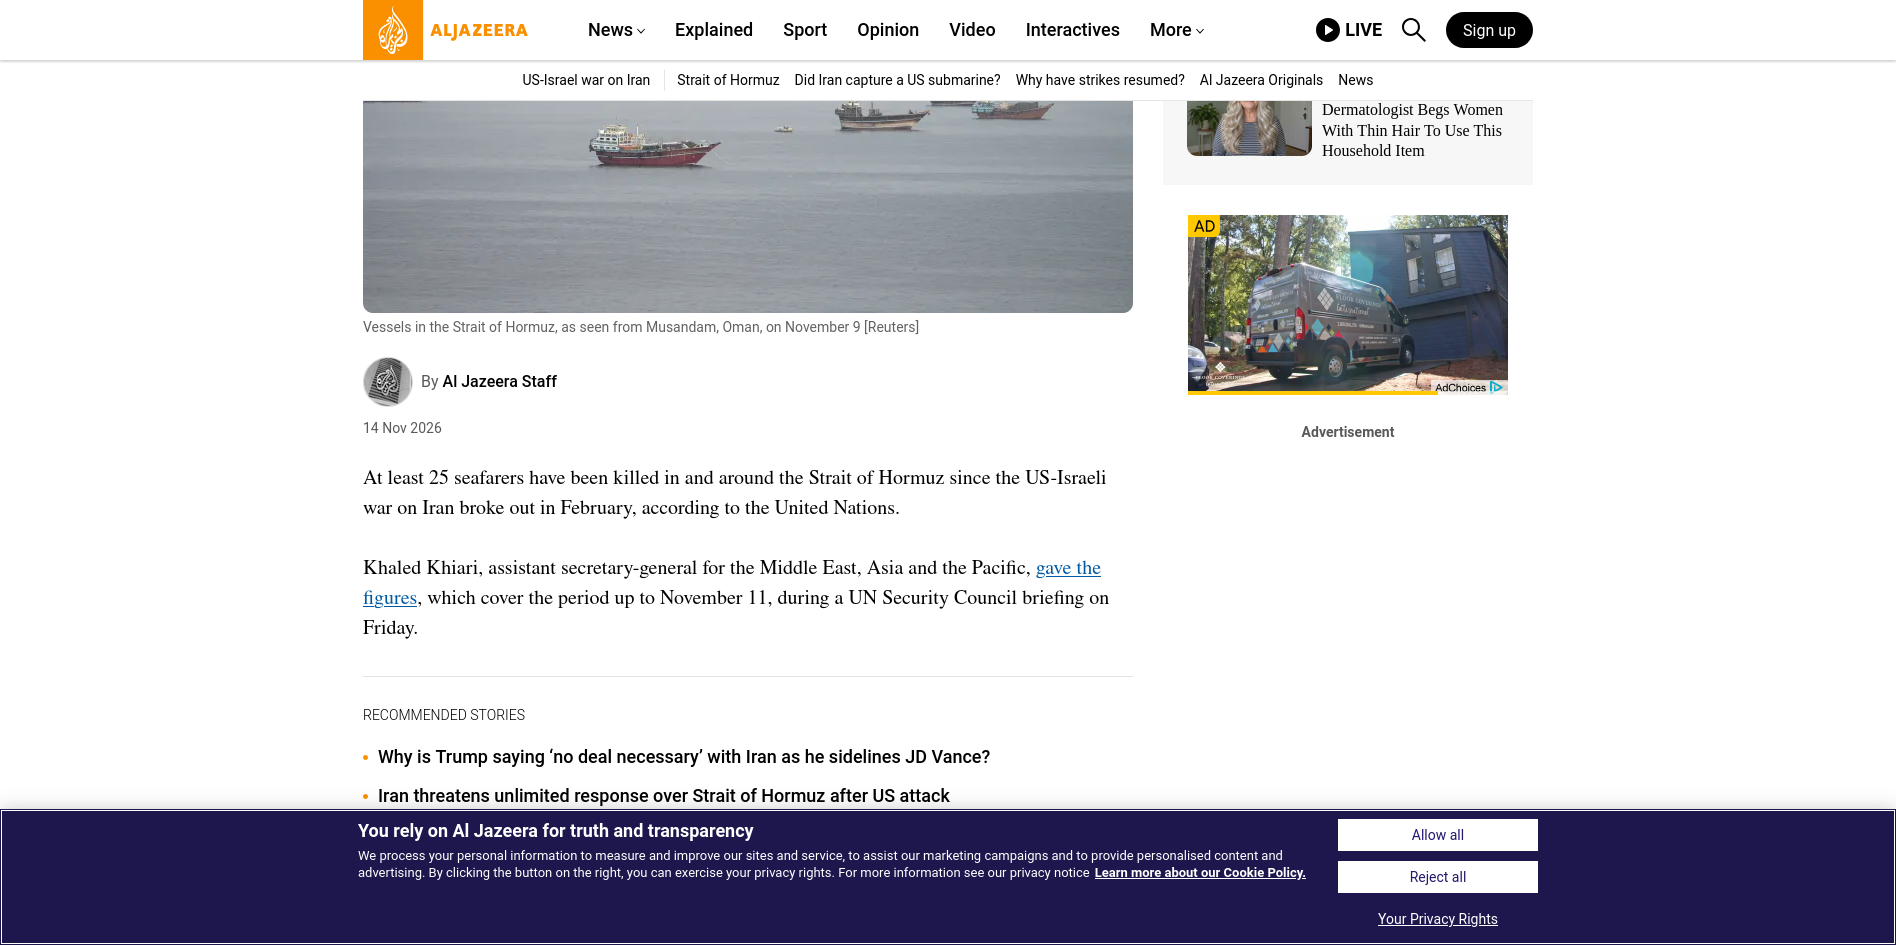 ALJAZEERA
News
Explained
Sport
Opinion
Video
Interactives
More
LIVE
Sign up
US-Israel war on Iran
Strait of Hormuz
Did Iran capture a US submarine?
Why have strikes resumed?
Al Jazeera Originals
News
Dermatologist Begs Women
With Thin Hair To Use This
Household Item
AD
AdChoices
Advertisement
Vessels in the Strait of Hormuz, as seen from Musandam, Oman, on November 9 [Reuters]
By Al Jazeera Staff
14 Nov 2026
At least 25 seafarers have been killed in and around the Strait of Hormuz since the US-Israeli
war on Iran broke out in February, according to the United Nations.
Khaled Khiari, assistant secretary-general for the Middle East, Asia and the Pacific, gave the
figures, which cover the period up to November 11, during a UN Security Council briefing on
Friday.
RECOMMENDED STORIES
Why is Trump saying ‘no deal necessary’ with Iran as he sidelines JD Vance?
Iran threatens unlimited response over Strait of Hormuz after US attack
You rely on Al Jazeera for truth and transparency
We process your personal information to measure and improve our sites and service, to assist our marketing campaigns and to provide personalised content and
advertising. By clicking the button on the right, you can exercise your privacy rights. For more information see our privacy notice Learn more about our Cookie Policy.
Allow all
Reject all
Your Privacy Rights